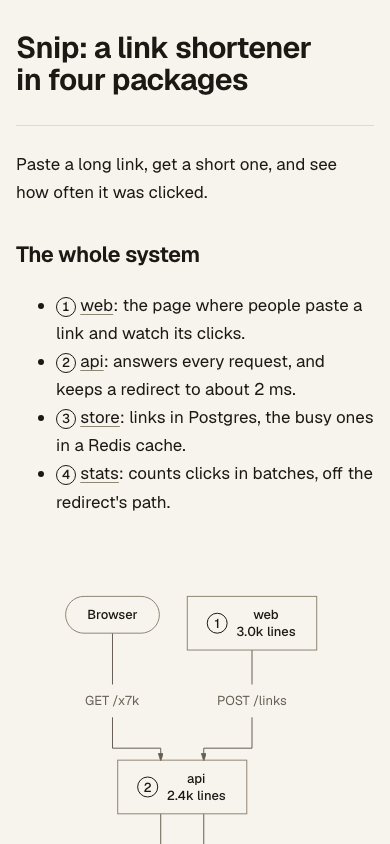 Snip: a link shortener
in four packages
Paste a long link, get a short one, and see
how often it was clicked.
The whole system
1 web: the page where people paste a
link and watch its clicks.
2 api: answers every request, and
keeps a redirect to about 2 ms.
3 store: links in Postgres, the busy ones
in a Redis cache.
4 stats: counts clicks in batches, off the
redirect's path.
Browser
1 web
3.0k lines
GET /x7k
POST /links
2 api
2.4k lines